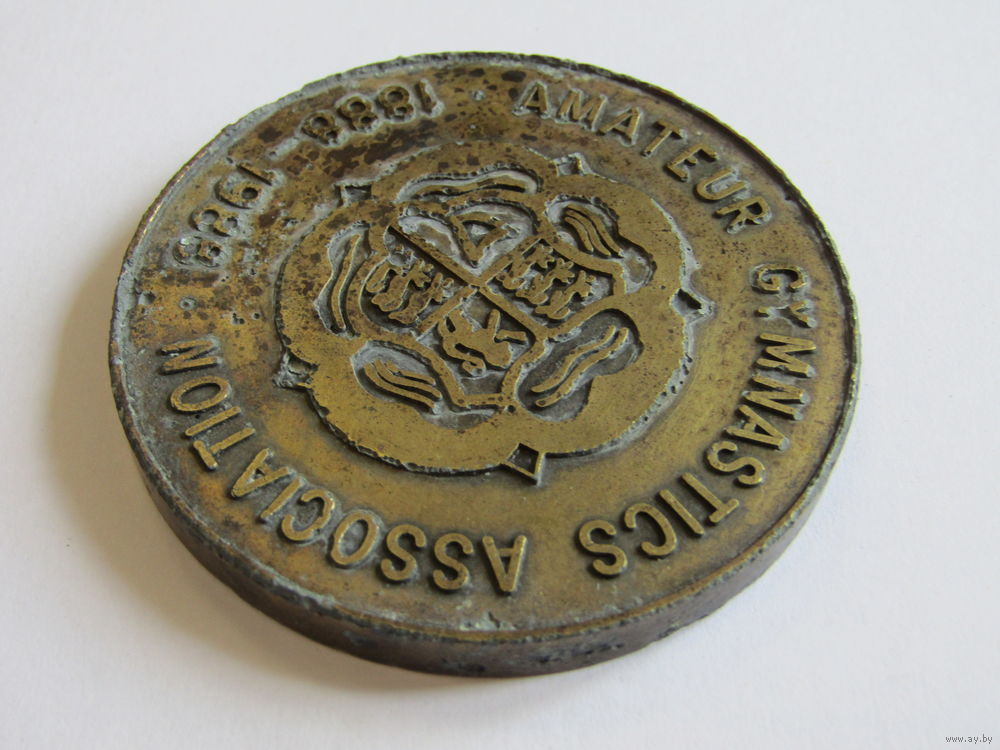 AMATEUR GYMNASTICS ASSOCIATION · 1888-1988 ·
www.ay.by